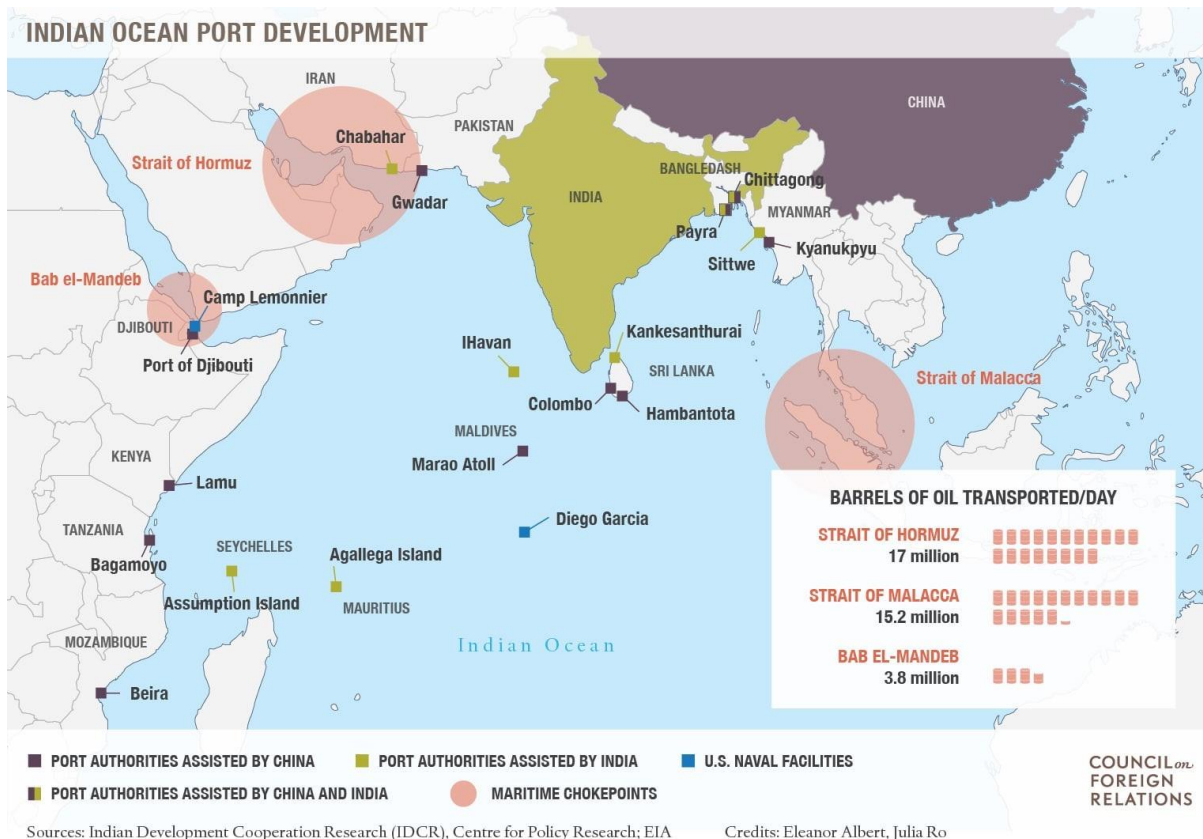 INDIAN OCEAN PORT DEVELOPMENT
IRAN
CHINA
Chabahar
PAKISTAN
Strait of Hormuz
BANGLEDASH
Chittagong
Gwadar
INDIA
MYANMAR
Payra
Kyanukpyu
Sittwe
Bab el-Mandeb
Camp Lemonnier
DJIBOUTI
Port of Djibouti
Kankesanthurai
IHavan
SRI LANKA
Strait of Malacca
Colombo
Hambantota
MALDIVES
Marao Atoll
KENYA
Lamu
Diego Garcia
TANZANIA
Bagamoyo
SEYCHELLES
Agallega Island
Assumption Island
MAURITIUS
MOZAMBIQUE
Indian Ocean
Beira
BARRELS OF OIL TRANSPORTED/DAY
STRAIT OF HORMUZ
17 million
STRAIT OF MALACCA
15.2 million
BAB EL-MANDEB
3.8 million
PORT AUTHORITIES ASSISTED BY CHINA
PORT AUTHORITIES ASSISTED BY INDIA
U.S. NAVAL FACILITIES
PORT AUTHORITIES ASSISTED BY CHINA AND INDIA
MARITIME CHOKEPOINTS
COUNCIL on
FOREIGN
RELATIONS
Sources: Indian Development Cooperation Research (IDCR), Centre for Policy Research; EIA
Credits: Eleanor Albert, Julia Ro